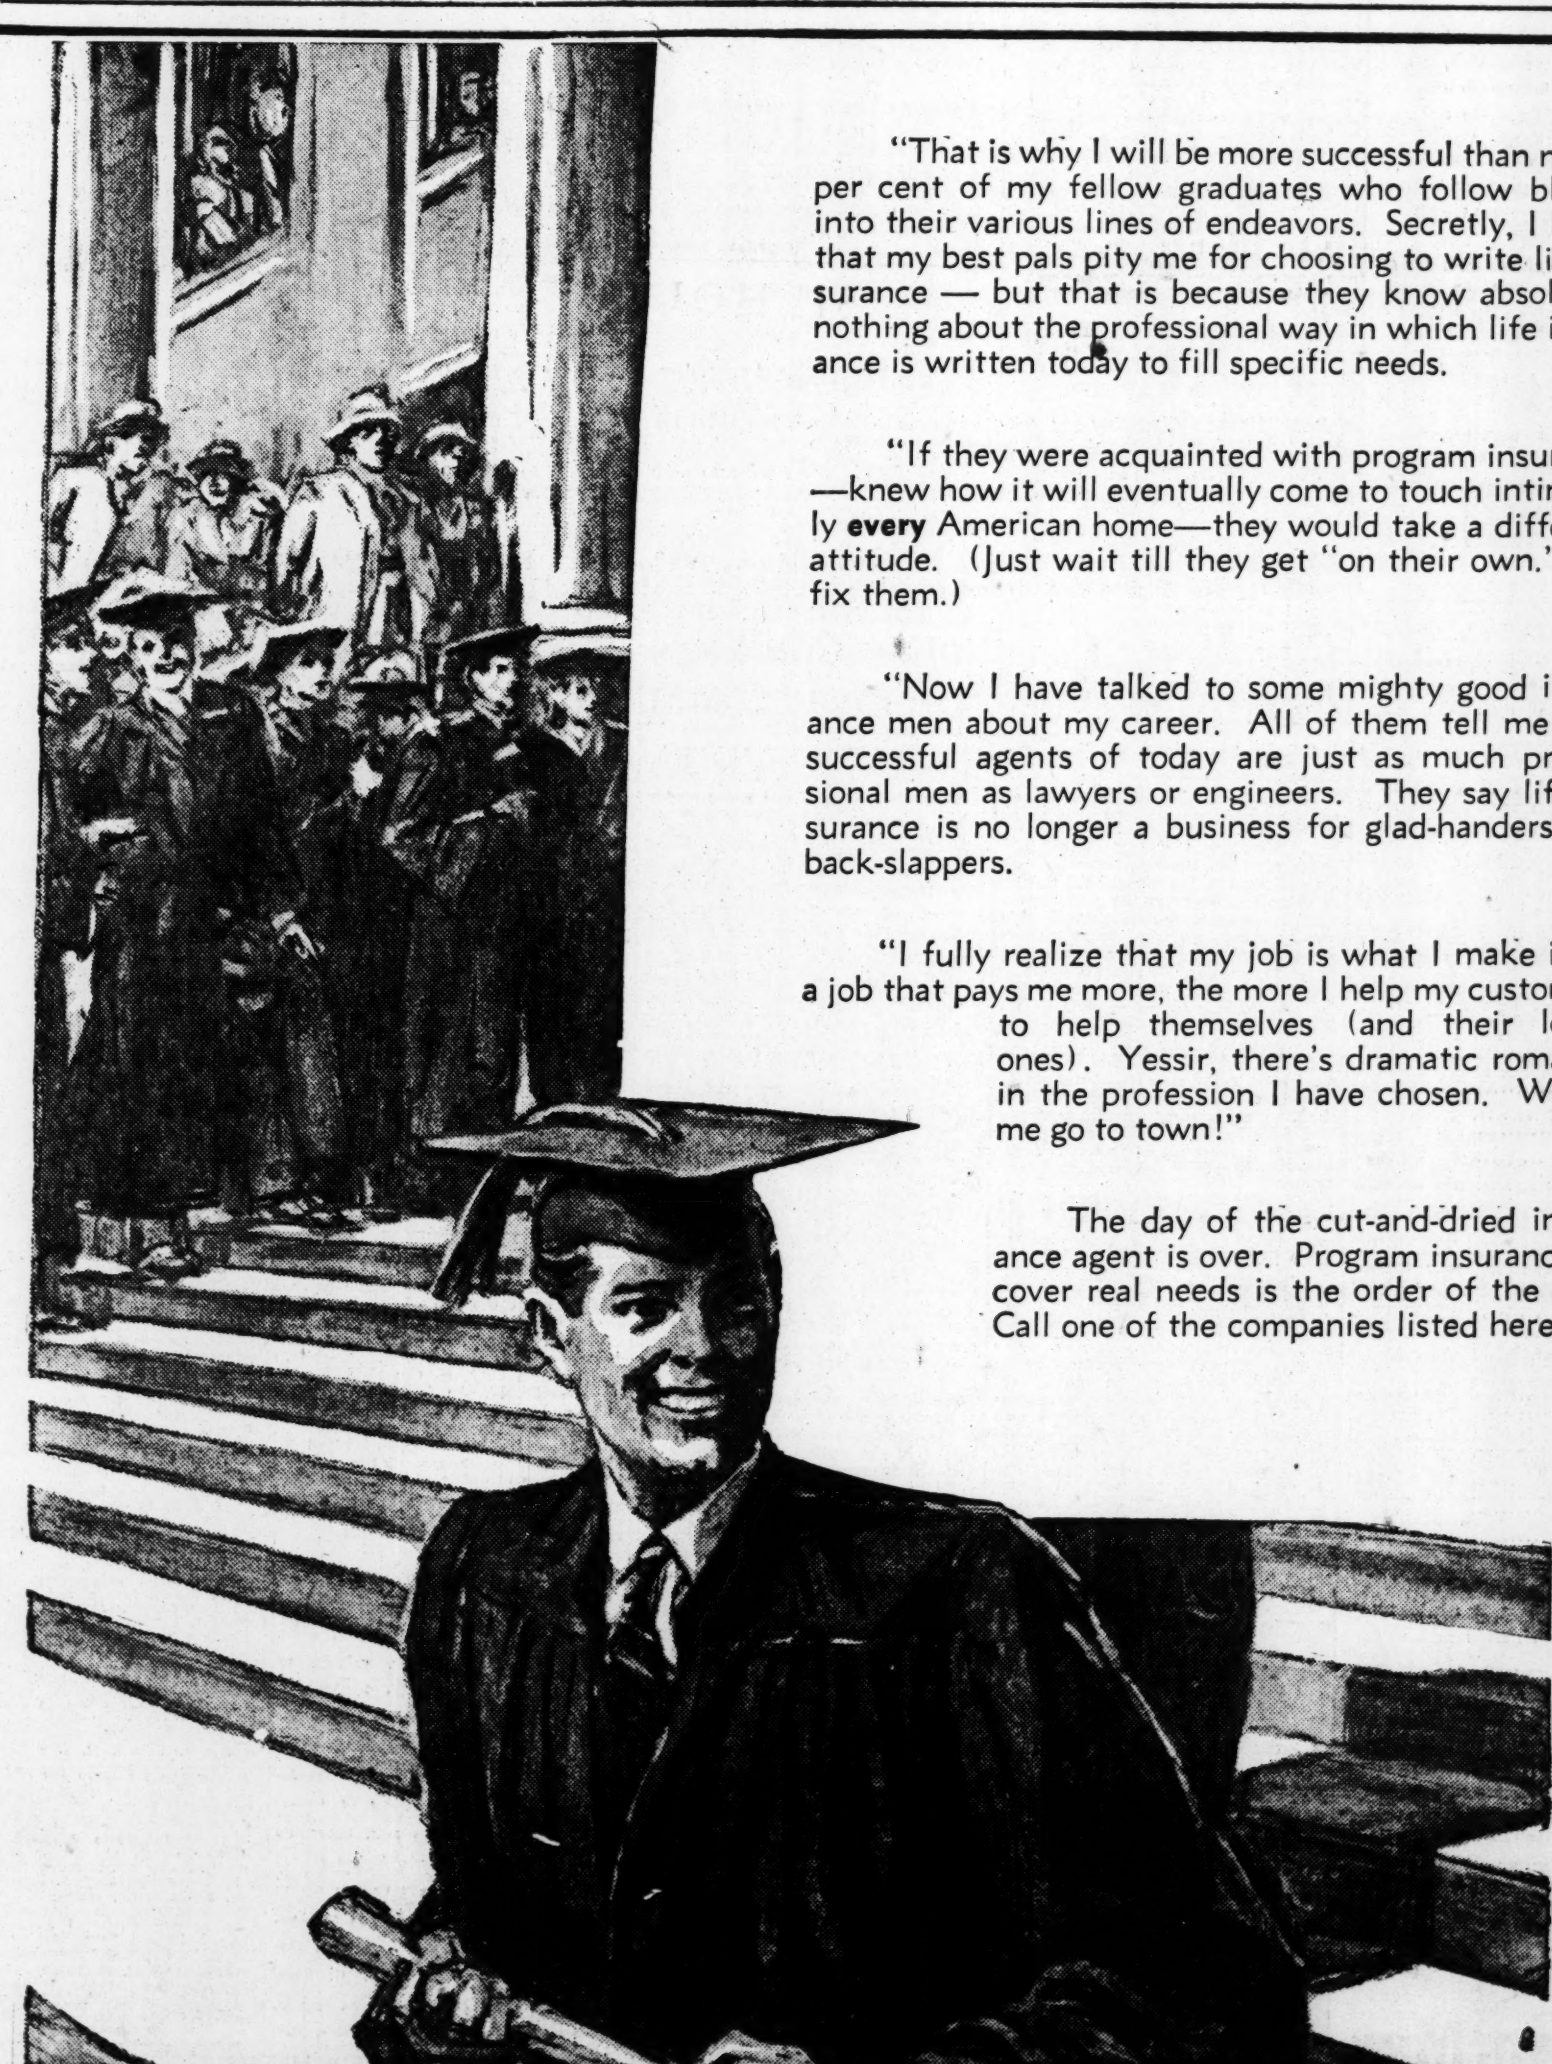 "That is why I will be more successful than
per cent of my fellow graduates who follow
into their various lines of endeavors. Secretly, I
that my best pals pity me for choosing to write
surance — but that is because they know
nothing about the professional way in which life
ance is written today to fill specific needs.
"If they were acquainted with program
—knew how it will eventually come to touch
ly every American home—they would take a
attitude. (Just wait till they get "on their own."
fix them.)
"Now I have talked to some mighty good
ance men about my career. All of them tell me
successful agents of today are just as much
sional men as lawyers or engineers. They say
surance is no longer a business for glad-handers
back-slappers.
"I fully realize that my job is what I make
a job that pays me more, the more I help my
to help themselves (and their
ones). Yessir, there's dramatic
in the profession I have chosen.
me go to town!"
The day of the cut-and-dried
ance agent is over. Program
cover real needs is the order of the
Call one of the companies listed here